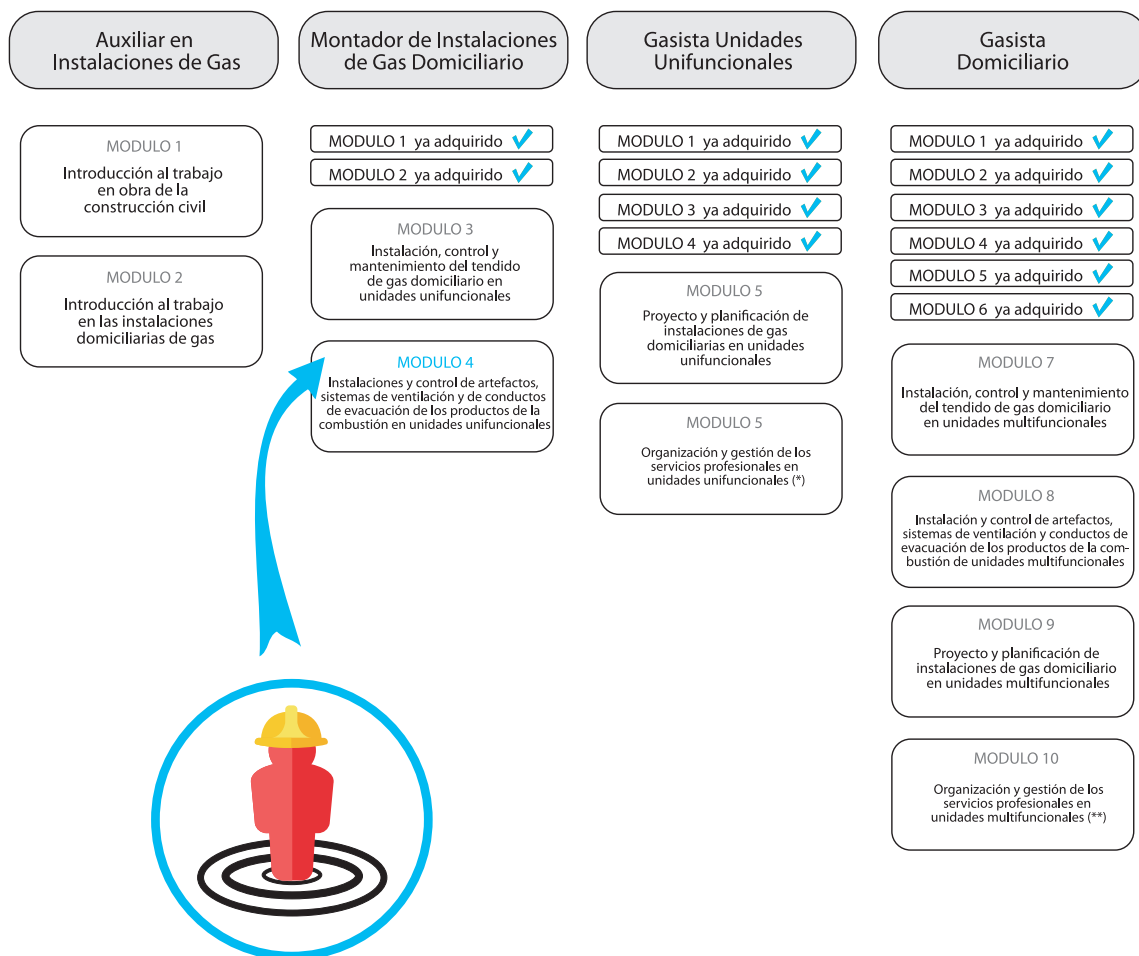 Auxiliar en
Instalaciones de Gas
MODULO 1
Introducción al trabajo
en obra de la
construcción civil
MODULO 2
Introducción al trabajo
en las instalaciones
domiciliarias de gas
Montador de Instalaciones
de Gas Domiciliario
MODULO 1 ya adquirido
MODULO 2 ya adquirido
MODULO 3
Instalación, control y
mantenimiento del tendido
de gas domiciliario en
unidades unifuncionales
MODULO 4
Instalaciones y control de artefactos,
sistemas de ventilación y de conductos
de evacuación de los productos de la
combustión en unidades unifuncionales
Gasista Unidades
Unifuncionales
MODULO 1 ya adquirido
MODULO 2 ya adquirido
MODULO 3 ya adquirido
MODULO 4 ya adquirido
MODULO 5
Proyecto y planificación de
instalaciones de gas
domiciliarias en unidades
unifuncionales
MODULO 5
Organización y gestión de los
servicios profesionales en
unidades unifuncionales (*)
Gasista
Domiciliario
MODULO 1 ya adquirido
MODULO 2 ya adquirido
MODULO 3 ya adquirido
MODULO 4 ya adquirido
MODULO 5 ya adquirido
MODULO 6 ya adquirido
MODULO 7
Instalación, control y mantenimiento
del tendido de gas domiciliario
en unidades multifuncionales
MODULO 8
Instalación y control de artefactos,
sistemas de ventilación y conductos de
evacuación de los productos de la com-
bustión de unidades multifuncionales
MODULO 9
Proyecto y planificación de
instalaciones de gas domiciliario
en unidades multifuncionales
MODULO 10
Organización y gestión de los
servicios profesionales en
unidades multifuncionales (**)